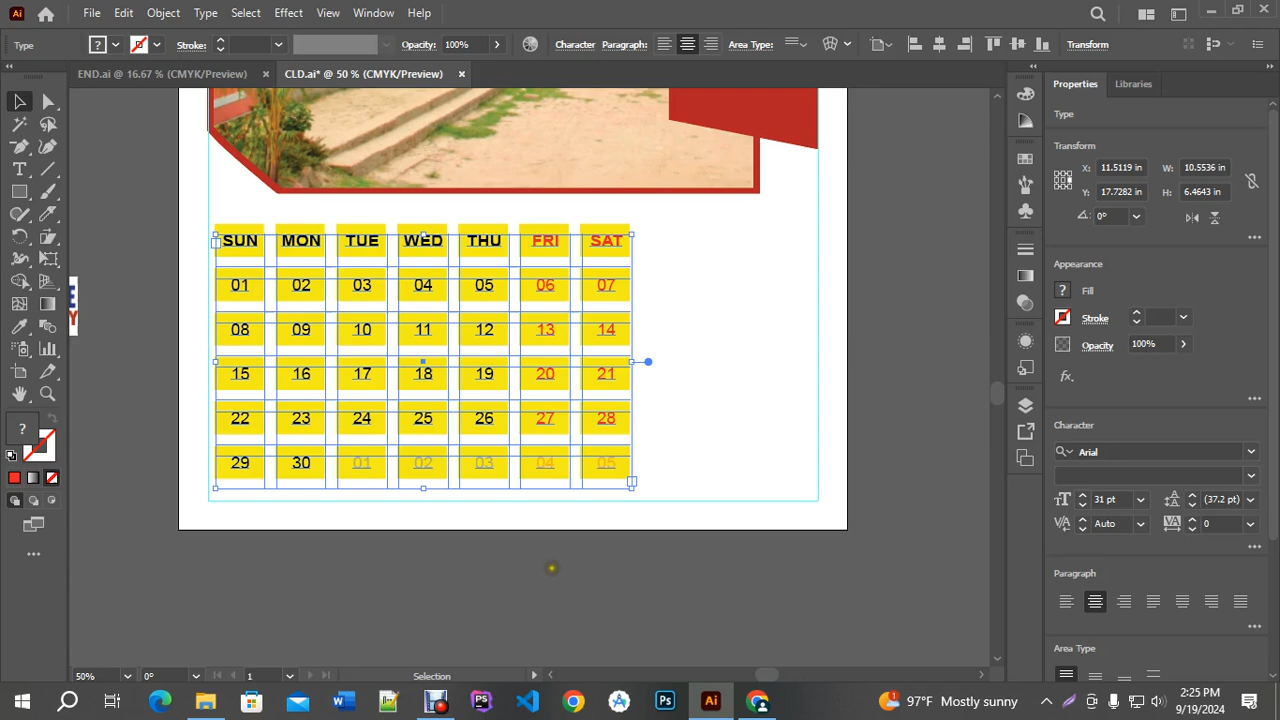 File Edit Object Type Select Effect View Window Help
Type ? Stroke: Opacity: 100% Character Paragraph: Area Type: Transform
END.ai @ 16.67 % (CMYK/Preview) × CLD.ai* @ 50 % (CMYK/Preview) ×
Properties Libraries
Type
Transform
X: 11.5119 I W: 10.5536 i
Y: 17.7282 I H: 6.4643 i
0°
Appearance
? Fill
Stroke
Opacity 100%
fx.
Character
Arial
31 pt (37.2 pt)
Auto 0
Paragraph
Area Type
SUN MON TUE WED THU FRI SAT
01 02 03 04 05 06 07
08 09 10 11 12 13 14
15 16 17 18 19 20 21
22 23 24 25 26 27 28
29 30 01 02 03 04 05
E
Y
?
50% 0° 1 Selection
97°F Mostly sunny 2:25 PM
9/19/2024